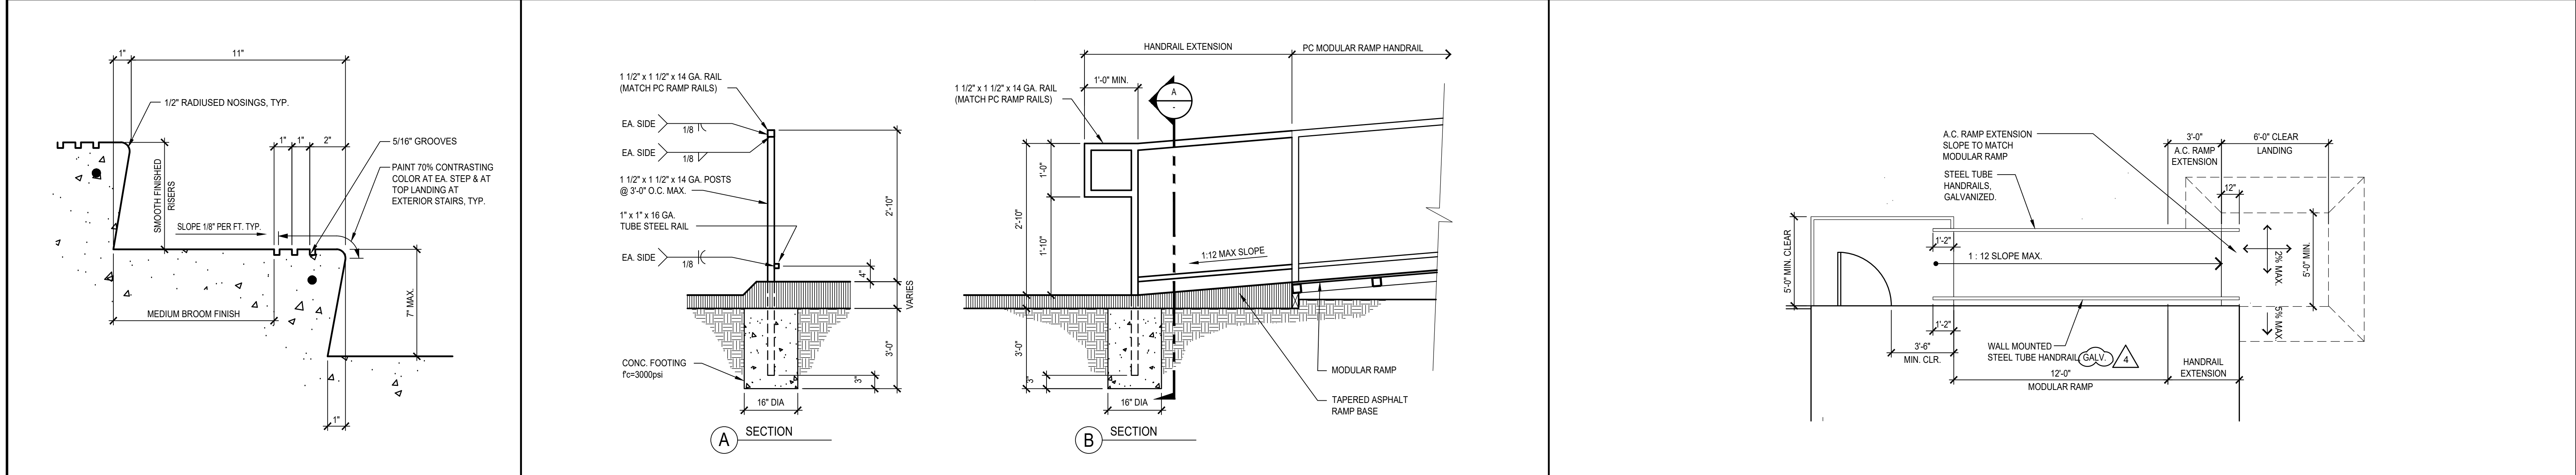 1"
11"
1/2" RADIUSED NOSINGS, TYP.
1"
1"
2"
5/16" GROOVES
PAINT 70% CONTRASTING
COLOR AT EA. STEP & AT
TOP LANDING AT
EXTERIOR STAIRS, TYP.
SMOOTH FINISHED
RISERS
SLOPE 1/8" PER FT. TYP.
MEDIUM BROOM FINISH
7" MAX.
1"
1 1/2" x 1 1/2" x 14 GA. RAIL
(MATCH PC RAMP RAILS)
EA. SIDE
1/8
EA. SIDE
1/8
1 1/2" x 1 1/2" x 14 GA. POSTS
@ 3'-0" O.C. MAX.
1" x 1" x 16 GA.
TUBE STEEL RAIL
EA. SIDE
1/8
2'-10"
4"
VARIES
CONC. FOOTING
f'c=3000psi
3'-0"
3"
16" DIA
A
SECTION
HANDRAIL EXTENSION
PC MODULAR RAMP HANDRAIL
1'-0" MIN.
1 1/2" x 1 1/2" x 14 GA. RAIL
(MATCH PC RAMP RAILS)
A
-
1'-0"
2'-10"
1'-10"
1:12 MAX SLOPE
3'-0"
3"
16" DIA
MODULAR RAMP
TAPERED ASPHALT
RAMP BASE
B
SECTION
A.C. RAMP EXTENSION
SLOPE TO MATCH
MODULAR RAMP
3'-0"
A.C. RAMP
EXTENSION
6'-0" CLEAR
LANDING
STEEL TUBE
HANDRAILS,
GALVANIZED.
12"
5'-0" MIN. CLEAR
1'-2"
1 : 12 SLOPE MAX.
2% MAX.
5'-0" MIN.
5% MAX
1'-2"
3'-6"
MIN. CLR.
WALL MOUNTED
STEEL TUBE HANDRAIL, GALV.
4
HANDRAIL
EXTENSION
12'-0"
MODULAR RAMP